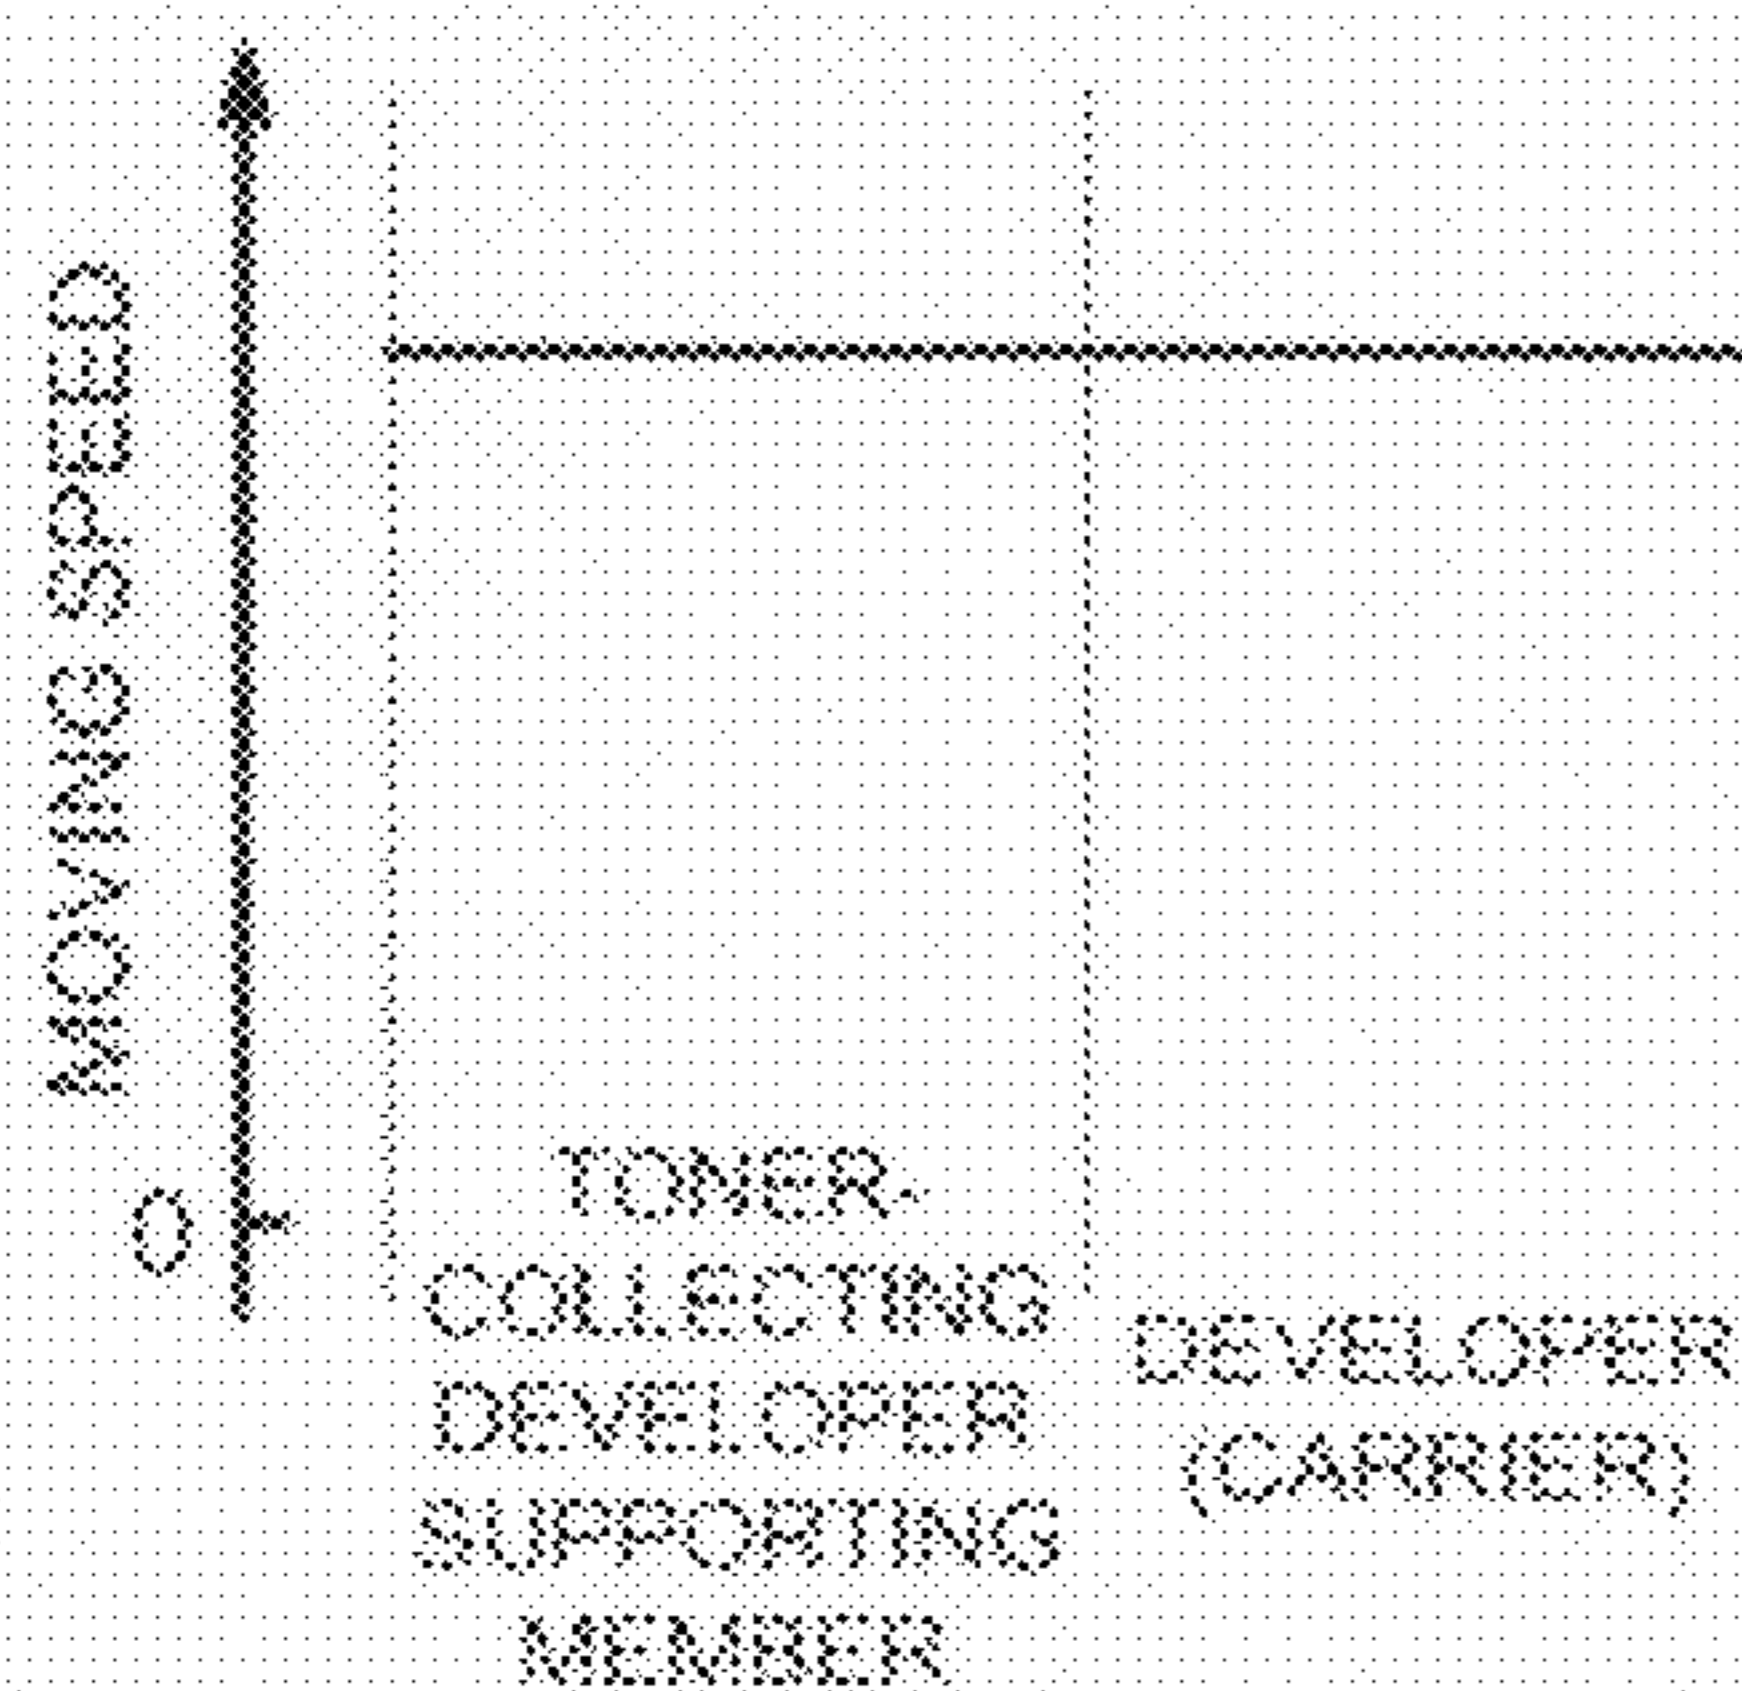 MOVING SPEED
0
TONER-
COLLECTING
DEVELOPER
SUPPORTING
MEMBER
DEVELOPER
(CARRIER)